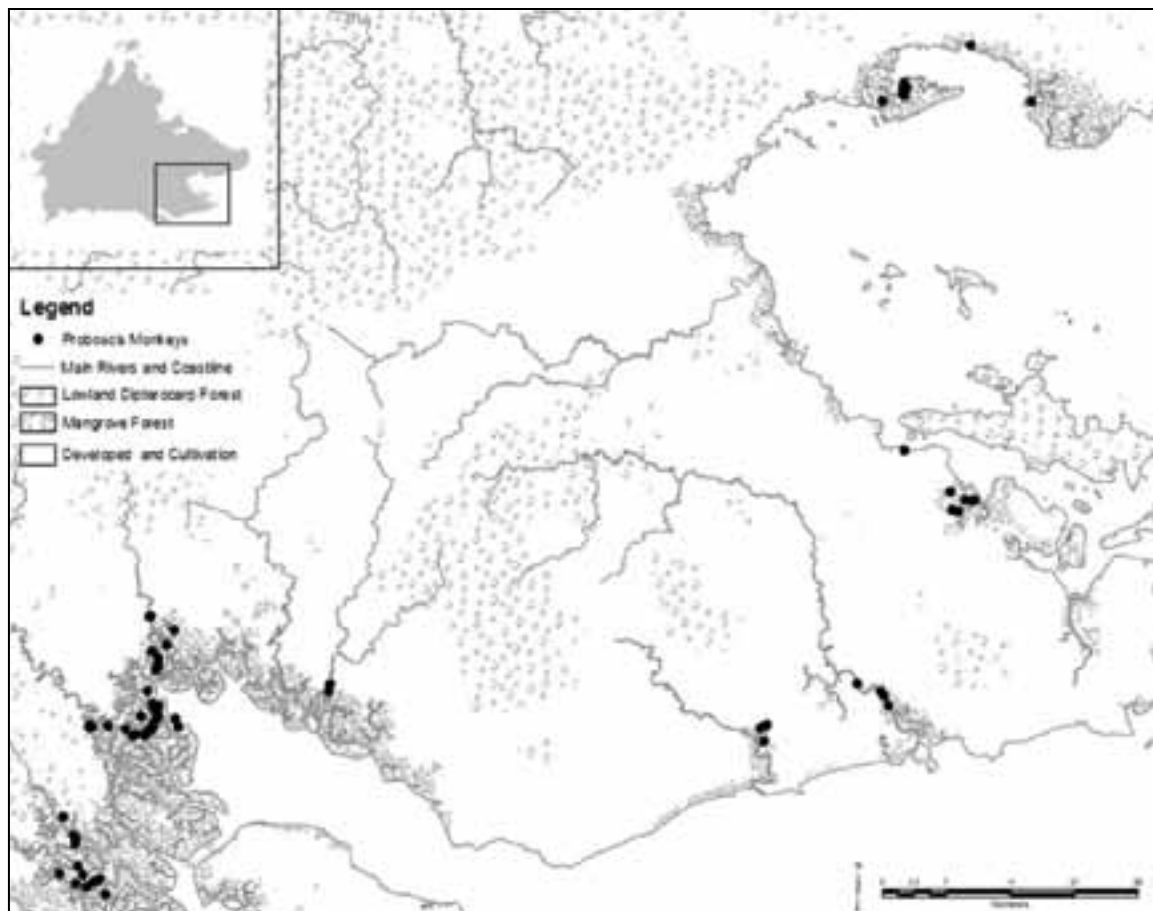 Legend
Proboscis Monkeys
Main Rivers and Coastline
Lowland Dipterocarp Forest
Mangrove Forest
Developed and Cultivation